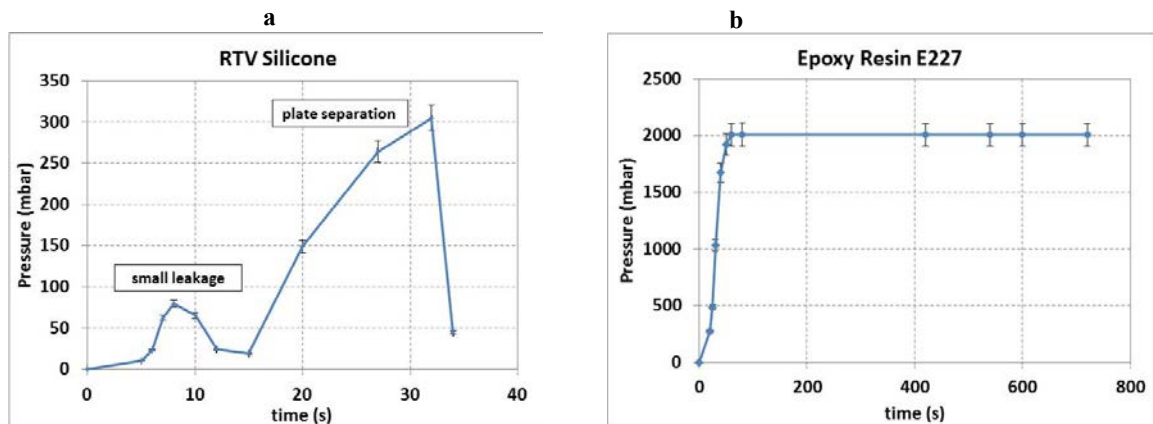 a
RTV Silicone
350
300
250
200
150
100
50
0
Pressure (mbar)
plate separation
small leakage
0 10 20 30 40
time (s)
b
Epoxy Resin E227
2500
2000
1500
1000
500
0
Pressure (mbar)
0 200 400 600 800
time (s)